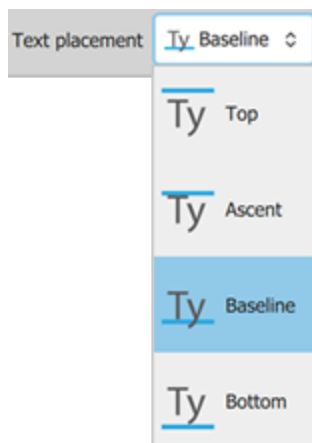 Text placement Ty Baseline
Ty Top
Ty Ascent
Ty Baseline
Ty Bottom